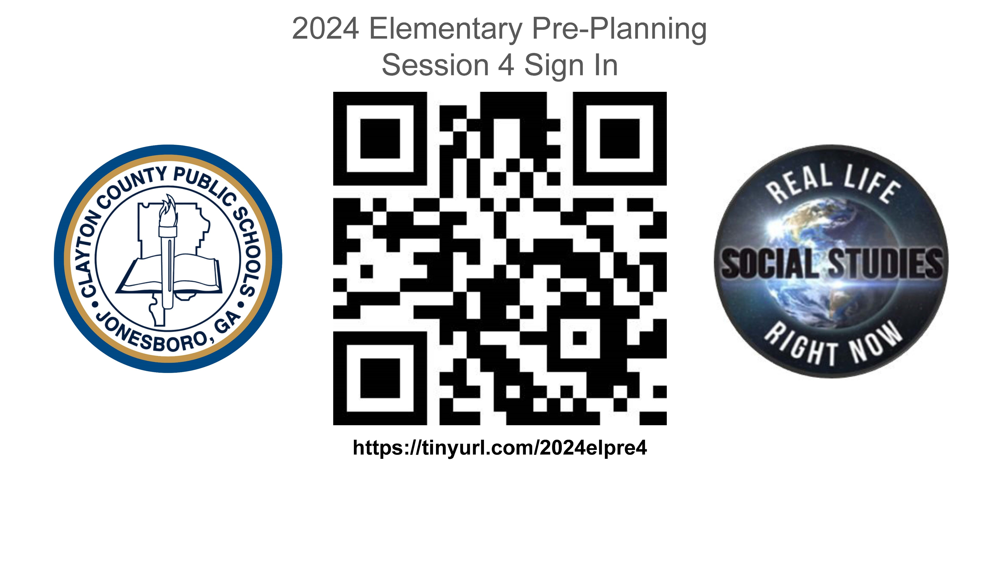 2024 Elementary Pre-Planning
Session 4 Sign In
CLAYTON COUNTY PUBLIC SCHOOLS
• JONESBORO, GA •
REAL LIFE
SOCIAL STUDIES
RIGHT NOW
https://tinyurl.com/2024elpre4